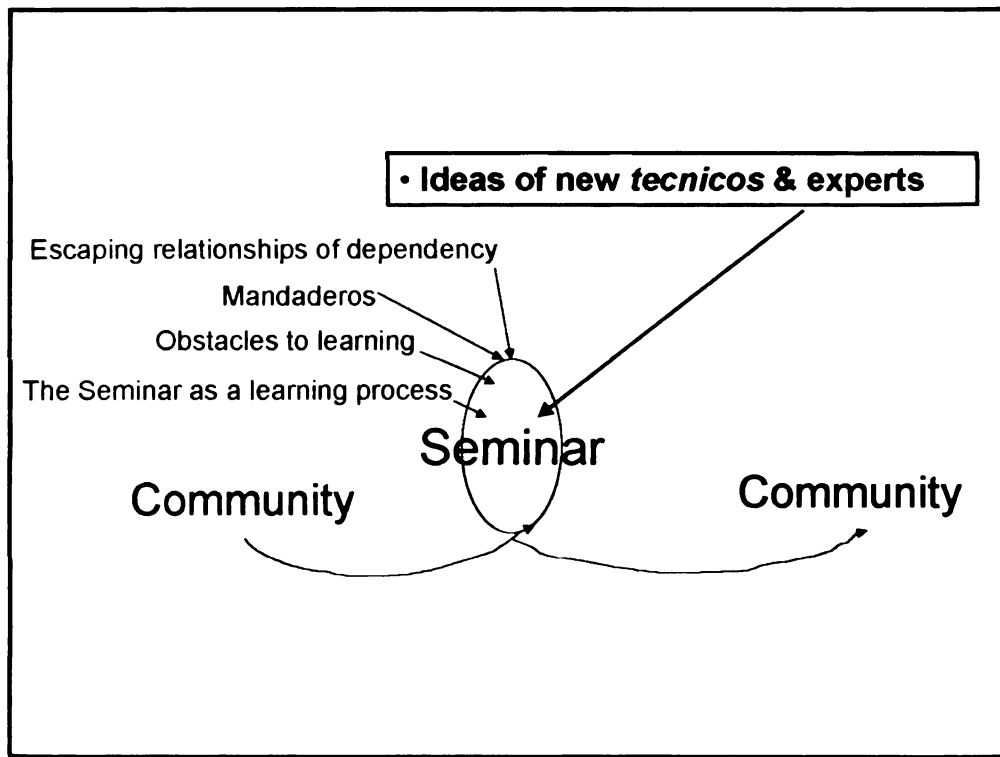 • Ideas of new tecnicos & experts
Escaping relationships of dependency
Mandaderos
Obstacles to learning
The Seminar as a learning process
Seminar
Community
Community